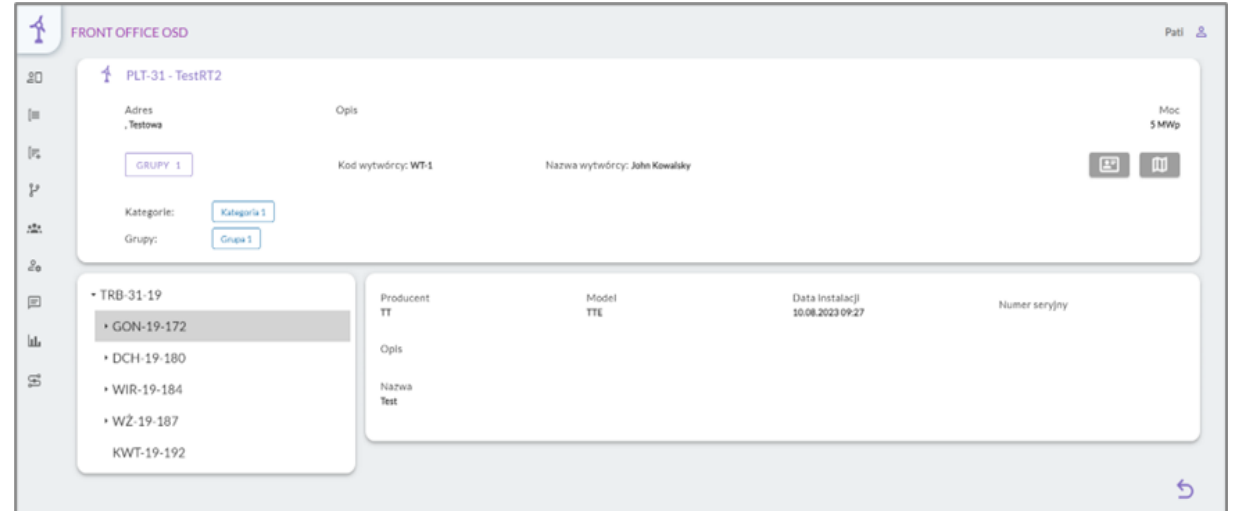 FRONT OFFICE OSD
Pati
PLT-31 - TestRT2
Adres
Opis
Moc
, Testowa
5 MWp
GRUPY 1
Kod wytwórcy: WT-1
Nazwa wytwórcy: John Kowalsky
Kategorie:
Kategoria 1
Grupy:
Grupa 1
TRB-31-19
GON-19-172
DCH-19-180
WIR-19-184
WŹ-19-187
KWT-19-192
Producent
Model
Data instalacji
Numer seryjny
TT
TTE
10.08.2023 09:27
Opis
Nazwa
Test